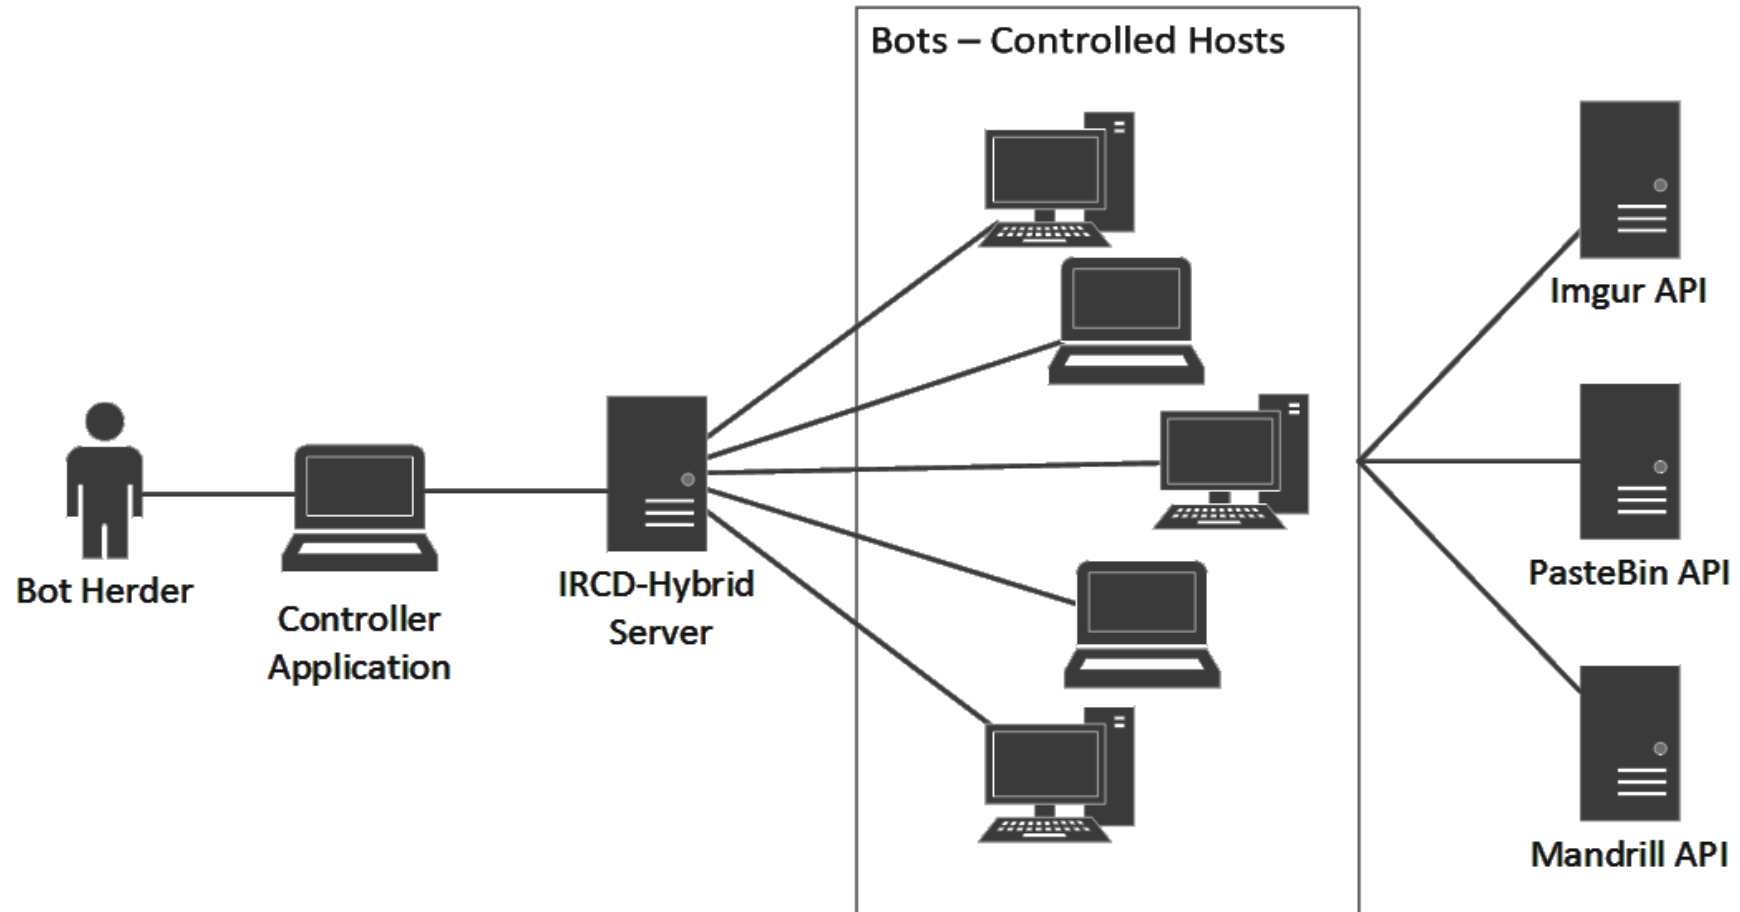 Bots – Controlled Hosts
Imgur API
Bot Herder
Controller
Application
IRCD-Hybrid
Server
PasteBin API
Mandrill API